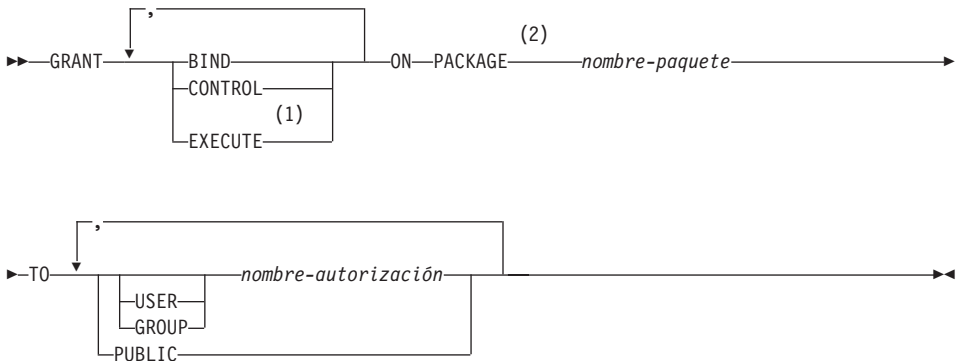 ,
(2)
GRANT BIND ON PACKAGE nombre-paquete
CONTROL
(1)
EXECUTE
,
TO nombre-autorización
USER
GROUP
PUBLIC